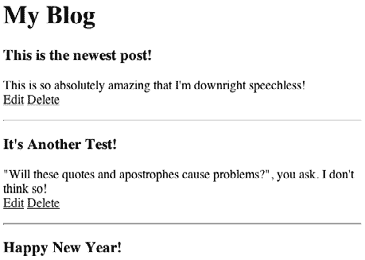 My Blog
This is the newest post!
This is so absolutely amazing that I'm downright speechless!
Edit Delete
It's Another Test!
"Will these quotes and apostrophes cause problems?", you ask. I don't
think so!
Edit Delete
Happy New Year!